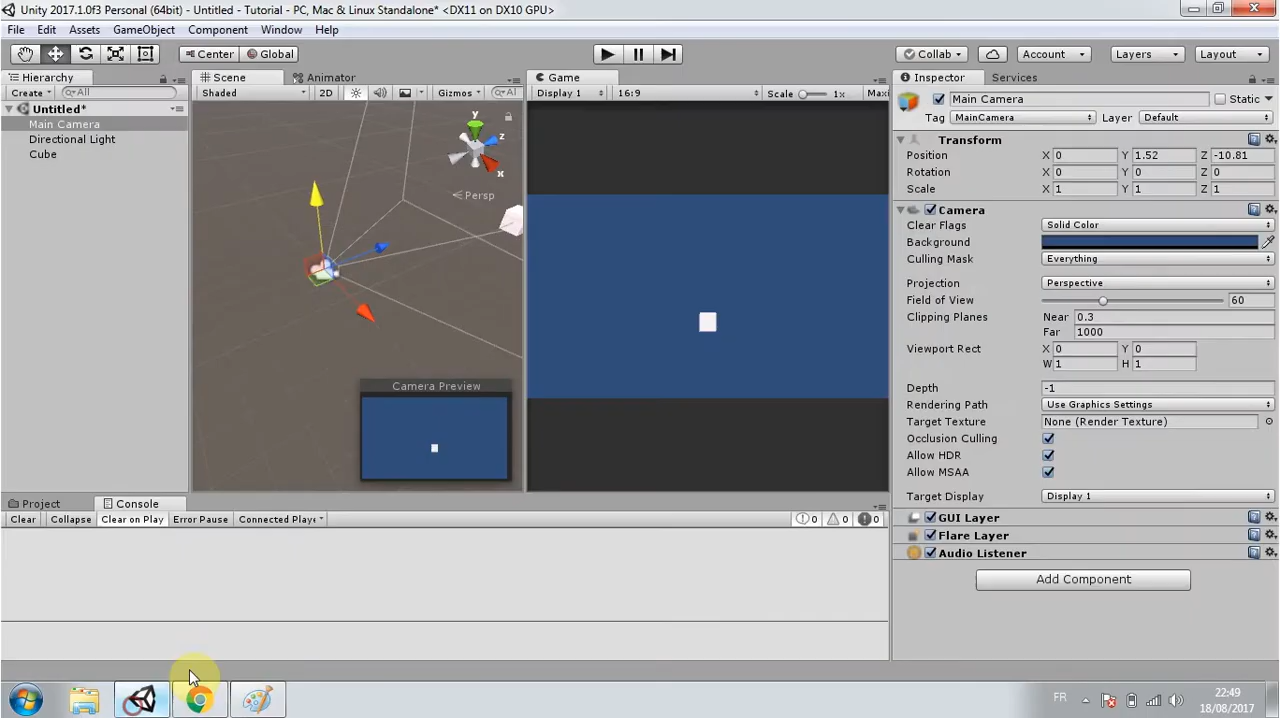 Unity 2017.1.0f3 Personal (64bit) - Untitled - Tutorial - PC, Mac & Linux Standalone* <DX11 on DX10 GPU>
File Edit Assets GameObject Component Window Help
Center Global Collab Account Layers Layout
Hierarchy Scene Animator Game Inspector Services
Create All Shaded 2D Gizmos All Display 1 16:9 Scale 1x Maxi
Untitled*
Main Camera
Directional Light
Cube
y
z
x
Persp
Camera Preview
Main Camera Static
Tag MainCamera Layer Default
Transform
Position X 0 Y 1.52 Z -10.81
Rotation X 0 Y 0 Z 0
Scale X 1 Y 1 Z 1
Camera
Clear Flags Solid Color
Background
Culling Mask Everything
Projection Perspective
Field of View 60
Clipping Planes Near 0.3
Far 1000
Viewport Rect X 0 Y 0
W 1 H 1
Depth -1
Rendering Path Use Graphics Settings
Target Texture None (Render Texture)
Occlusion Culling
Allow HDR
Allow MSAA
Target Display Display 1
GUI Layer
Flare Layer
Audio Listener
Add Component
Project Console
Clear Collapse Clear on Play Error Pause Connected Playe 0 0 0
FR 22:49
18/08/2017